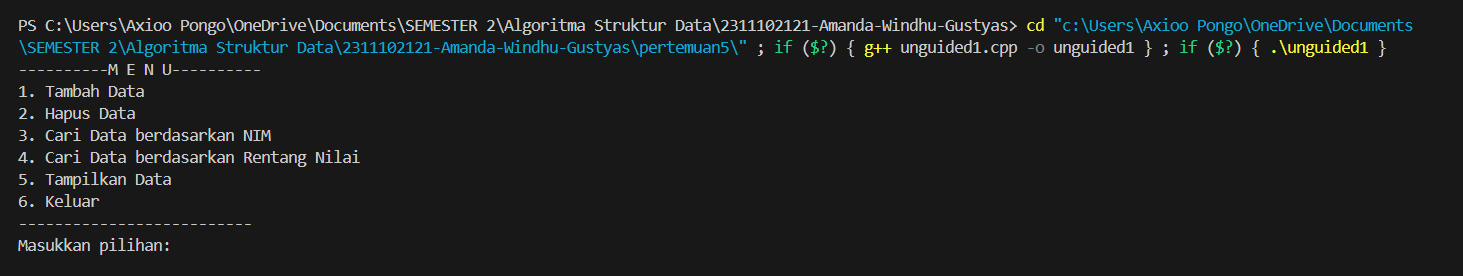 PS C:\Users\Axioo Pongo\OneDrive\Documents\SEMESTER 2\Algoritma Struktur Data\2311102121-Amanda-Windhu-Gustyas> cd "c:\Users\Axioo Pongo\OneDrive\Documents
\SEMESTER 2\Algoritma Struktur Data\2311102121-Amanda-Windhu-Gustyas\pertemuan5\" ; if ($?) { g++ unguided1.cpp -o unguided1 } ; if ($?) { .\unguided1 }
----------M E N U----------
1. Tambah Data
2. Hapus Data
3. Cari Data berdasarkan NIM
4. Cari Data berdasarkan Rentang Nilai
5. Tampilkan Data
6. Keluar
--------------------------
Masukkan pilihan: